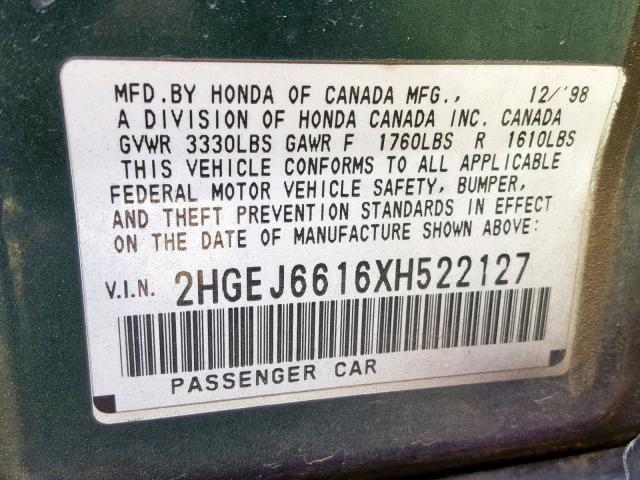 MFD.BY HONDA OF CANADA MFG., 12/'98
A DIVISION OF HONDA CANADA INC. CANADA
GVWR 3330LBS GAWR F 1760LBS R 1610LBS
THIS VEHICLE CONFORMS TO ALL APPLICABLE
FEDERAL MOTOR VEHICLE SAFETY, BUMPER,
AND THEFT PREVENTION STANDARDS IN EFFECT
ON THE DATE OF MANUFACTURE SHOWN ABOVE:
V.I.N. 2HGEJ6616XH522127
PASSENGER CAR